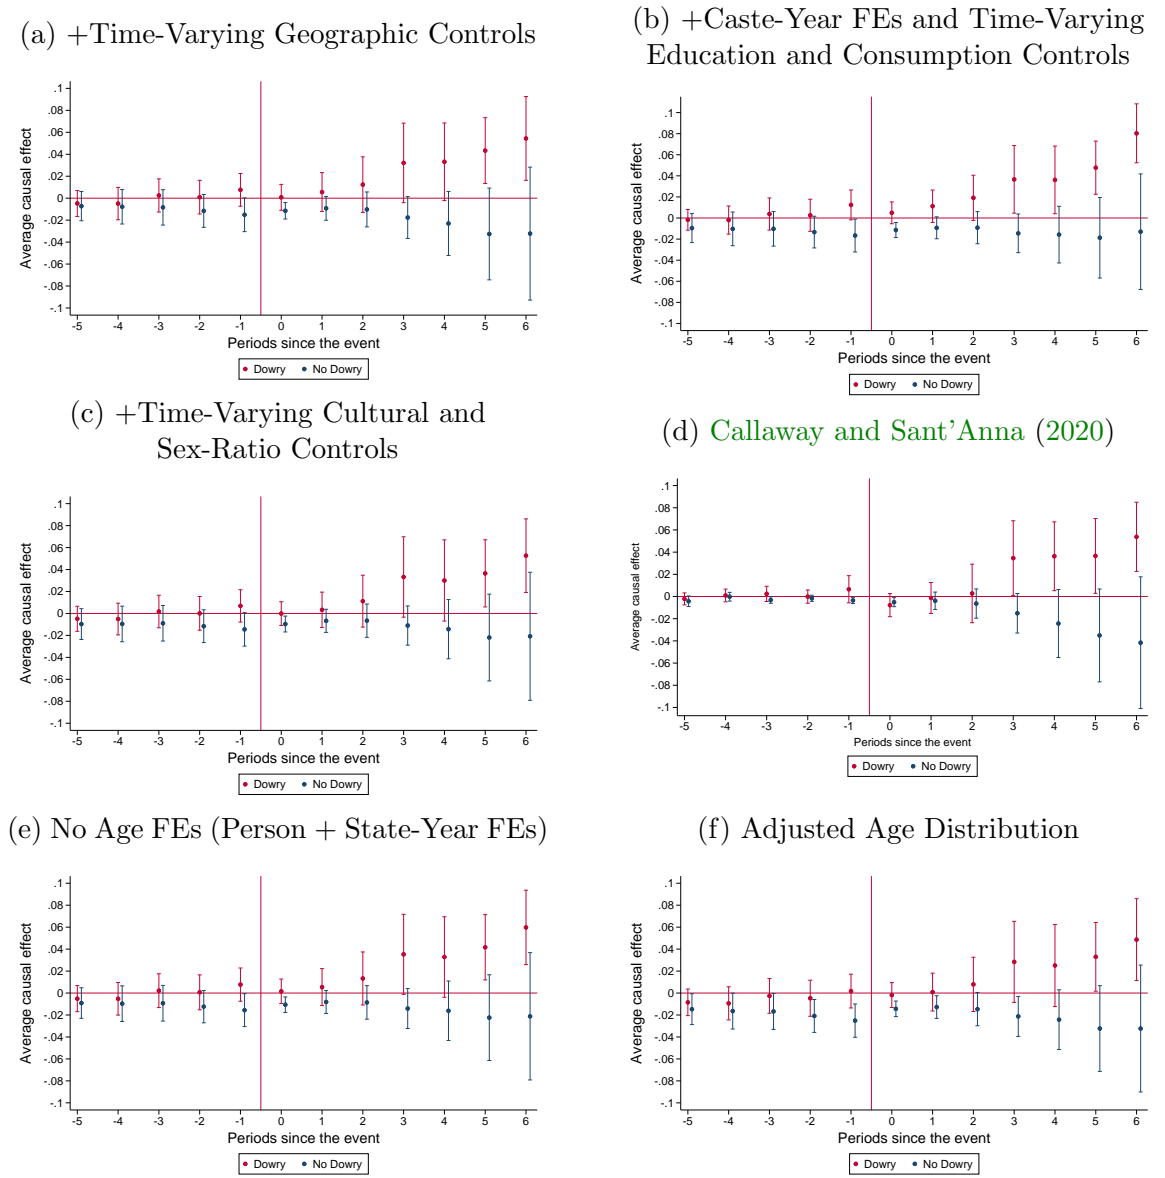 (a) +Time-Varying Geographic Controls
.1
.08
.06
.04
.02
0
-.02
-.04
-.06
-.08
-.1
Average causal effect
-5 -4 -3 -2 -1 0 1 2 3 4 5 6
Periods since the event
Dowry No Dowry
(b) +Caste-Year FEs and Time-Varying
Education and Consumption Controls
.1
.08
.06
.04
.02
0
-.02
-.04
-.06
-.08
-.1
Average causal effect
-5 -4 -3 -2 -1 0 1 2 3 4 5 6
Periods since the event
Dowry No Dowry
(c) +Time-Varying Cultural and
Sex-Ratio Controls
.1
.08
.06
.04
.02
0
-.02
-.04
-.06
-.08
-.1
Average causal effect
-5 -4 -3 -2 -1 0 1 2 3 4 5 6
Periods since the event
Dowry No Dowry
(d) Callaway and Sant'Anna (2020)
.1
.08
.06
.04
.02
0
-.02
-.04
-.06
-.08
-.1
Average causal effect
-5 -4 -3 -2 -1 0 1 2 3 4 5 6
Periods since the event
Dowry No Dowry
(e) No Age FEs (Person + State-Year FEs)
.1
.08
.06
.04
.02
0
-.02
-.04
-.06
-.08
-.1
Average causal effect
-5 -4 -3 -2 -1 0 1 2 3 4 5 6
Periods since the event
Dowry No Dowry
(f) Adjusted Age Distribution
.1
.08
.06
.04
.02
0
-.02
-.04
-.06
-.08
-.1
Average causal effect
-5 -4 -3 -2 -1 0 1 2 3 4 5 6
Periods since the event
Dowry No Dowry